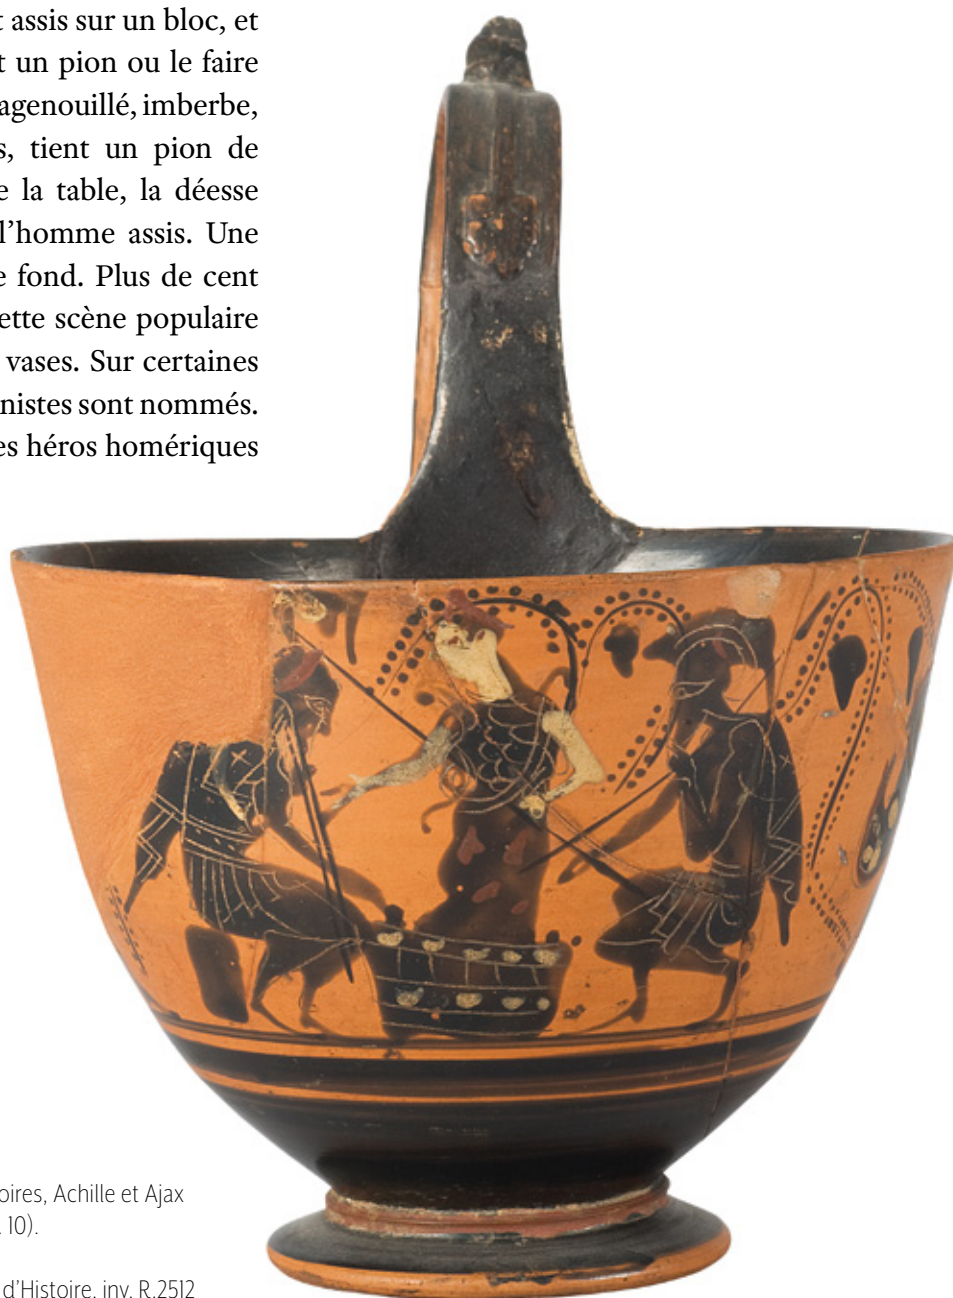 t assis sur un bloc, et
t un pion ou le faire
agenouillé, imberbe,
s, tient un pion de
e la table, la déesse
l’homme assis. Une
e fond. Plus de cent
ette scène populaire
vases. Sur certaines
nistes sont nommés.
es héros homériques
oires, Achille et Ajax
10).
d’Histoire, inv. R.2512